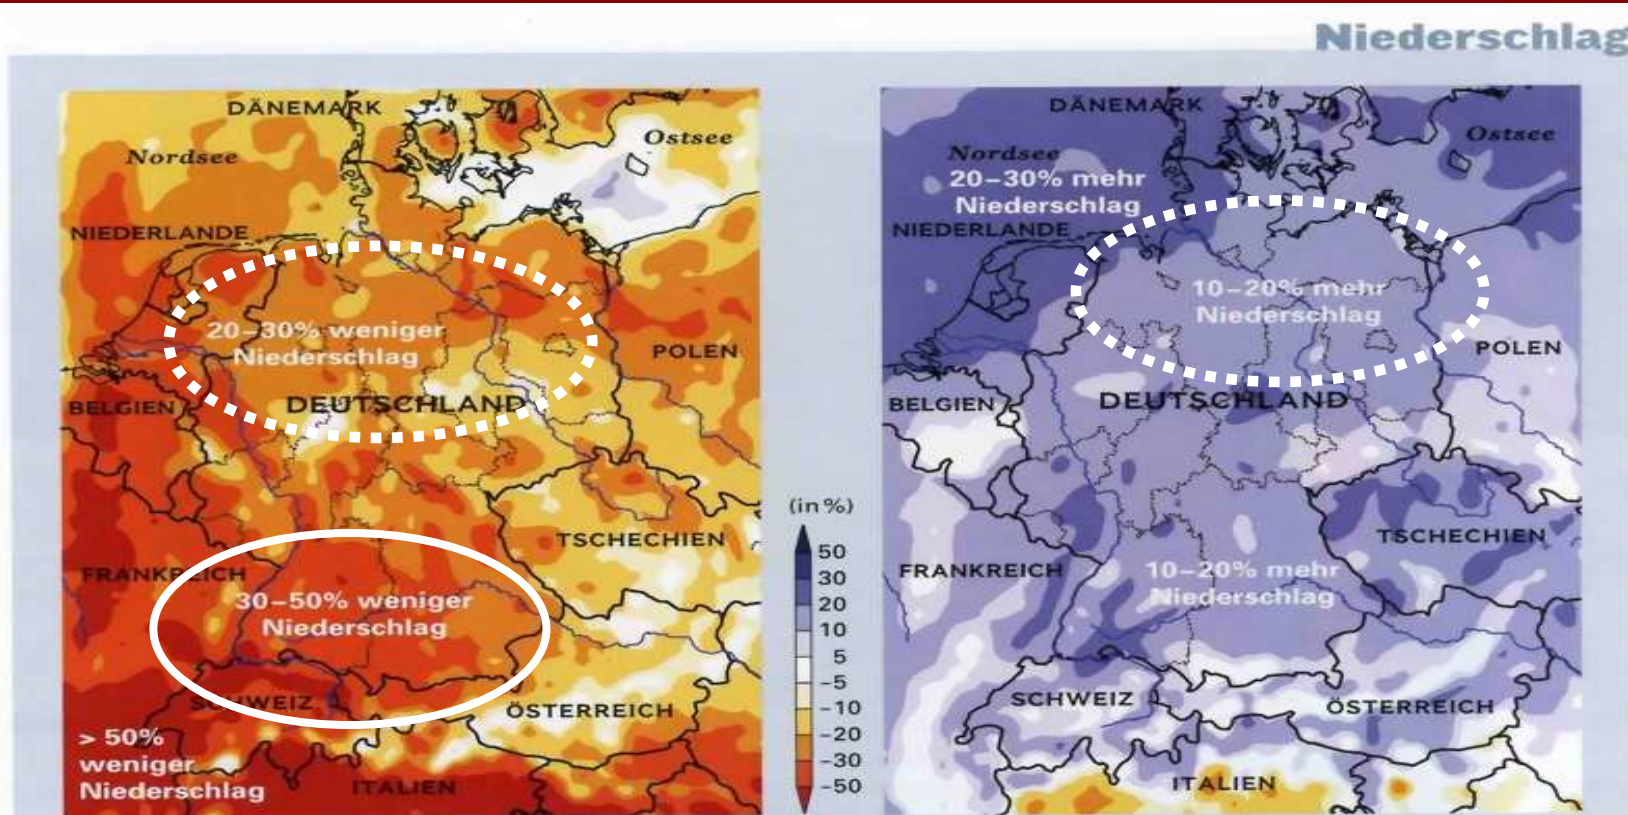 Niederschlag
DÄNEMARK
Nordsee
Ostsee
NIEDERLANDE
20–30% weniger
Niederschlag
POLEN
BELGIEN
DEUTSCHLAND
TSCHECHIEN
FRANKREICH
30–50% weniger
Niederschlag
SCHWEIZ
ÖSTERREICH
> 50%
weniger
Niederschlag
ITALIEN
(in %)
50
30
20
10
5
–5
–10
–20
–30
–50
DÄNEMARK
Nordsee
Ostsee
20–30% mehr
Niederschlag
NIEDERLANDE
10–20% mehr
Niederschlag
POLEN
BELGIEN
DEUTSCHLAND
TSCHECHIEN
FRANKREICH
10–20% mehr
Niederschlag
SCHWEIZ
ÖSTERREICH
ITALIEN